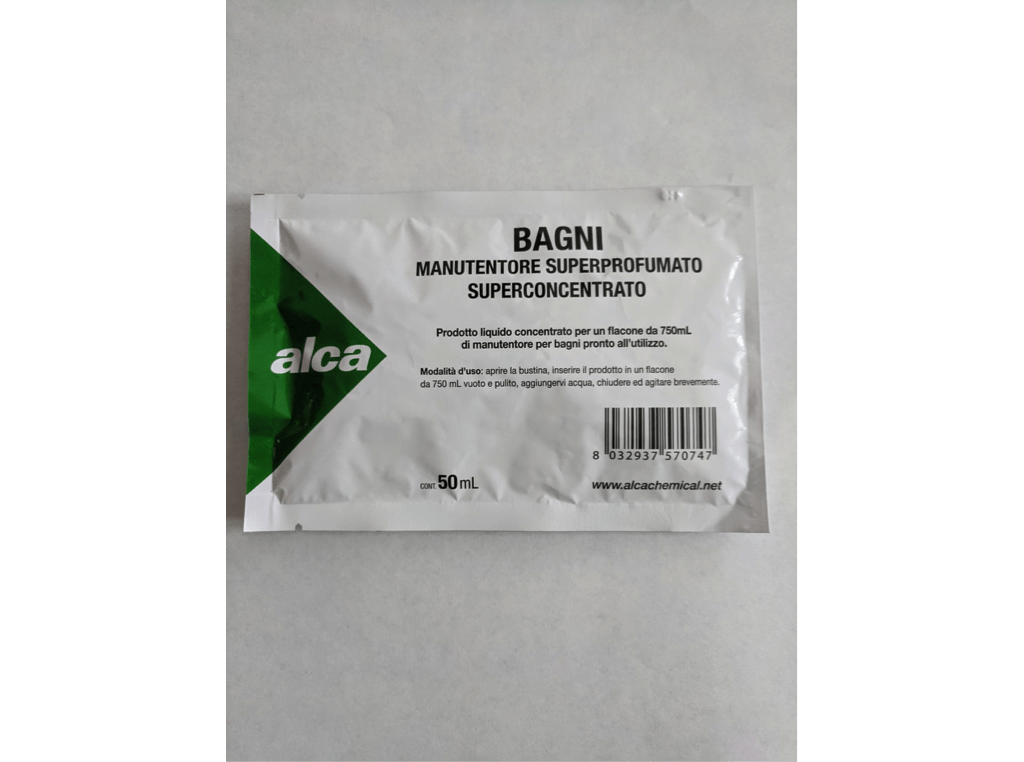 BAGNI
MANUTENTORE SUPERPROFUMATO
SUPERCONCENTRATO
Prodotto liquido concentrato per un flacone da 750mL
di manutentore per bagni pronto all'utilizzo.
alca
Modalità d'uso: aprire la bustina, inserire il prodotto in un flacone
da 750 mL vuoto e pulito, aggiungervi acqua, chiudere ed agitare brevemente.
8 032937 570747
CONT. 50 mL
www.alcachemical.net